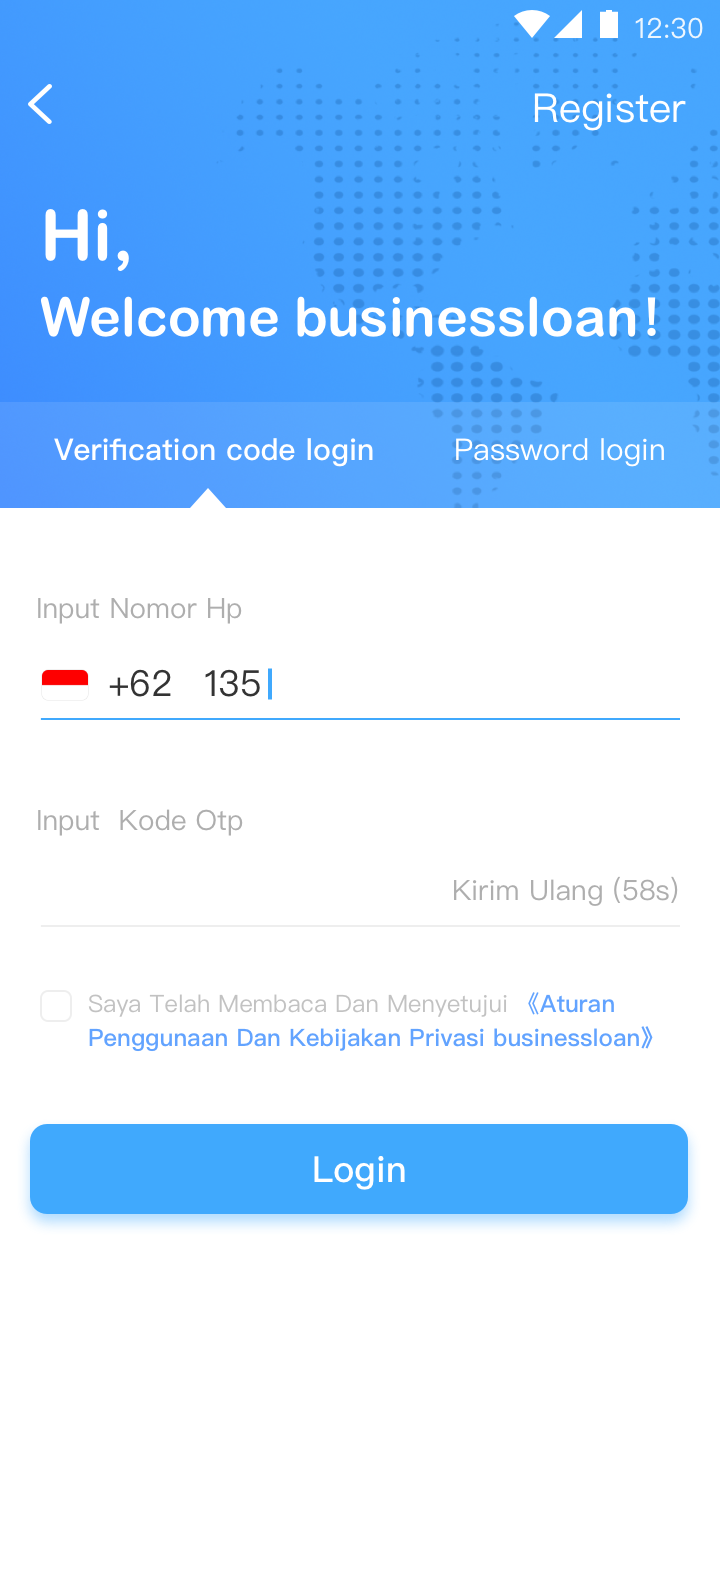 12:30
Register
Hi,
Welcome businessloan!
Verification code login
Password login
Input Nomor Hp
+62 135
Input Kode Otp
Kirim Ulang (58s)
Saya Telah Membaca Dan Menyetujui 《Aturan
Penggunaan Dan Kebijakan Privasi businessloan》
Login